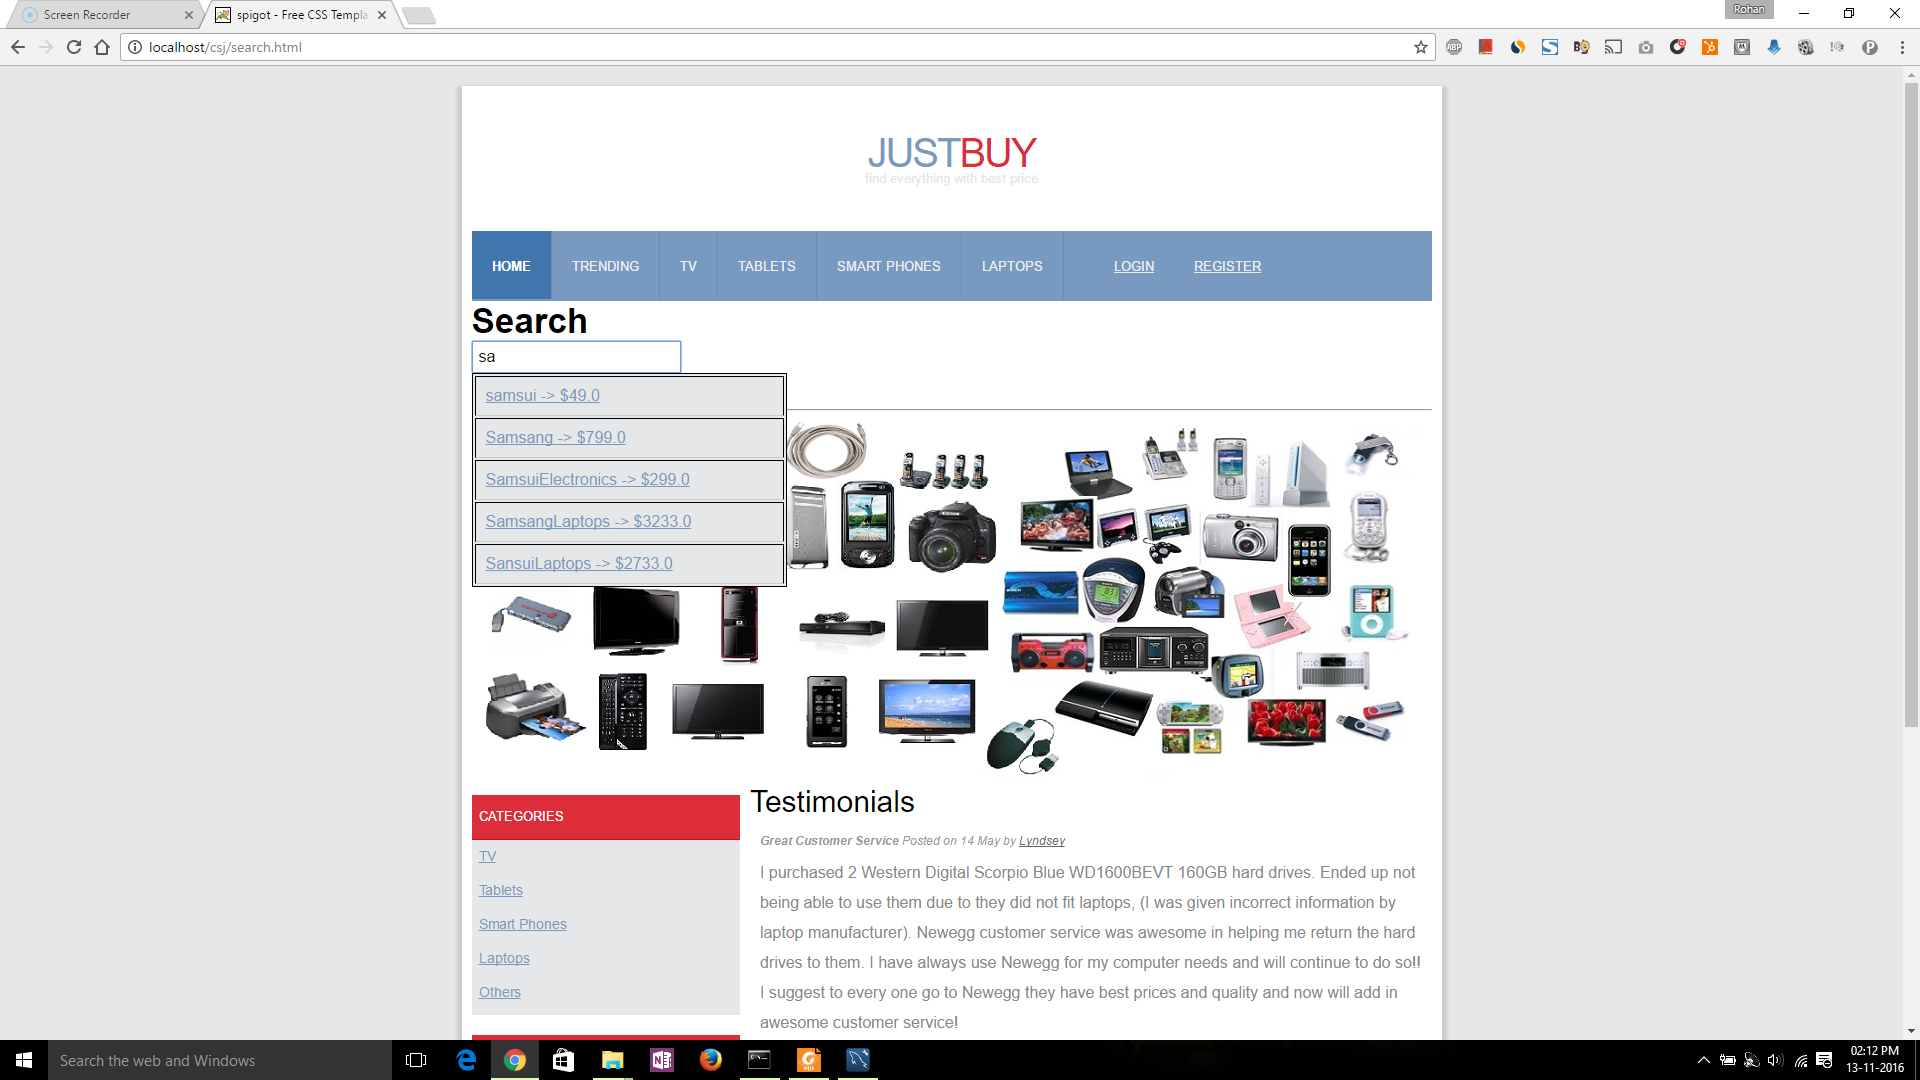 Screen Recorder
spigot - Free CSS Templa
Rohan
localhost/csj/search.html
JUSTBUY
find everything with best price
HOME TRENDING TV TABLETS SMART PHONES LAPTOPS LOGIN REGISTER
Search
sa
samsui -> $49.0
Samsang -> $799.0
SamsuiElectronics -> $299.0
SamsangLaptops -> $3233.0
SansuiLaptops -> $2733.0
CATEGORIES
TV
Tablets
Smart Phones
Laptops
Others
Testimonials
Great Customer Service Posted on 14 May by Lyndsey
I purchased 2 Western Digital Scorpio Blue WD1600BEVT 160GB hard drives. Ended up not
being able to use them due to they did not fit laptops, (I was given incorrect information by
laptop manufacturer). Newegg customer service was awesome in helping me return the hard
drives to them. I have always use Newegg for my computer needs and will continue to do so!!
I suggest to every one go to Newegg they have best prices and quality and now will add in
awesome customer service!
Search the web and Windows
02:12 PM
13-11-2016